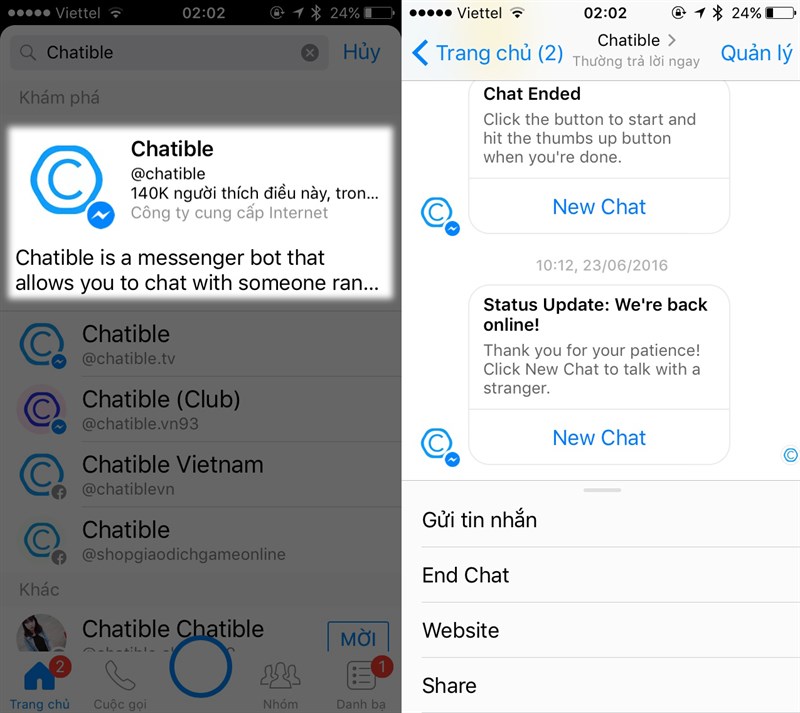 Viettel 02:02 24%
Chatible Hủy
Khám phá
Chatible
@chatible
140K người thích điều này, tron...
Công ty cung cấp Internet
Chatible is a messenger bot that
allows you to chat with someone ran...
Chatible
@chatible.tv
Chatible (Club)
@chatible.vn93
Chatible Vietnam
@chatiblevn
Chatible
@shopgiaodichgameonline
Khác
Chatible Chatible
MỜI
2 1
Trang chủ Cuộc gọi Nhóm Danh bạ
Viettel 02:02 24%
Trang chủ (2) Chatible Quản lý
Thường trả lời ngay
Chat Ended
Click the button to start and
hit the thumbs up button
when you're done.
New Chat
10:12, 23/06/2016
Status Update: We're back
online!
Thank you for your patience!
Click New Chat to talk with a
stranger.
New Chat
Gửi tin nhắn
End Chat
Website
Share